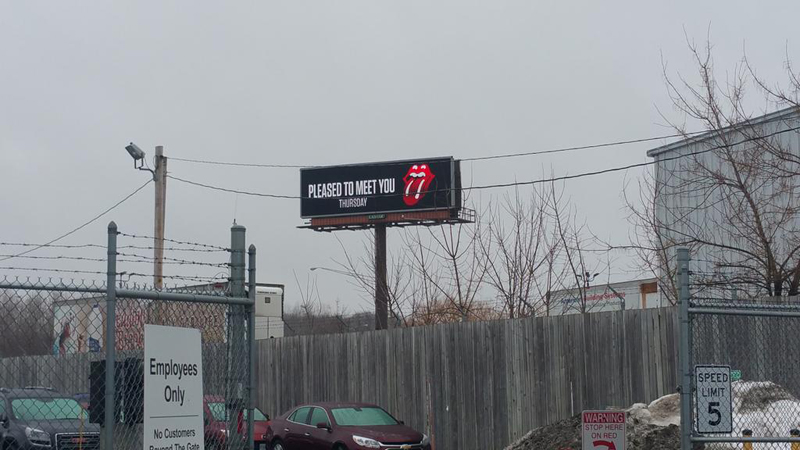 PLEASED TO MEET YOU
THURSDAY
Employees
Only
No Customers
Beyond The Gate
SPEED
LIMIT
5
WARNING
STOP HERE
ON RED